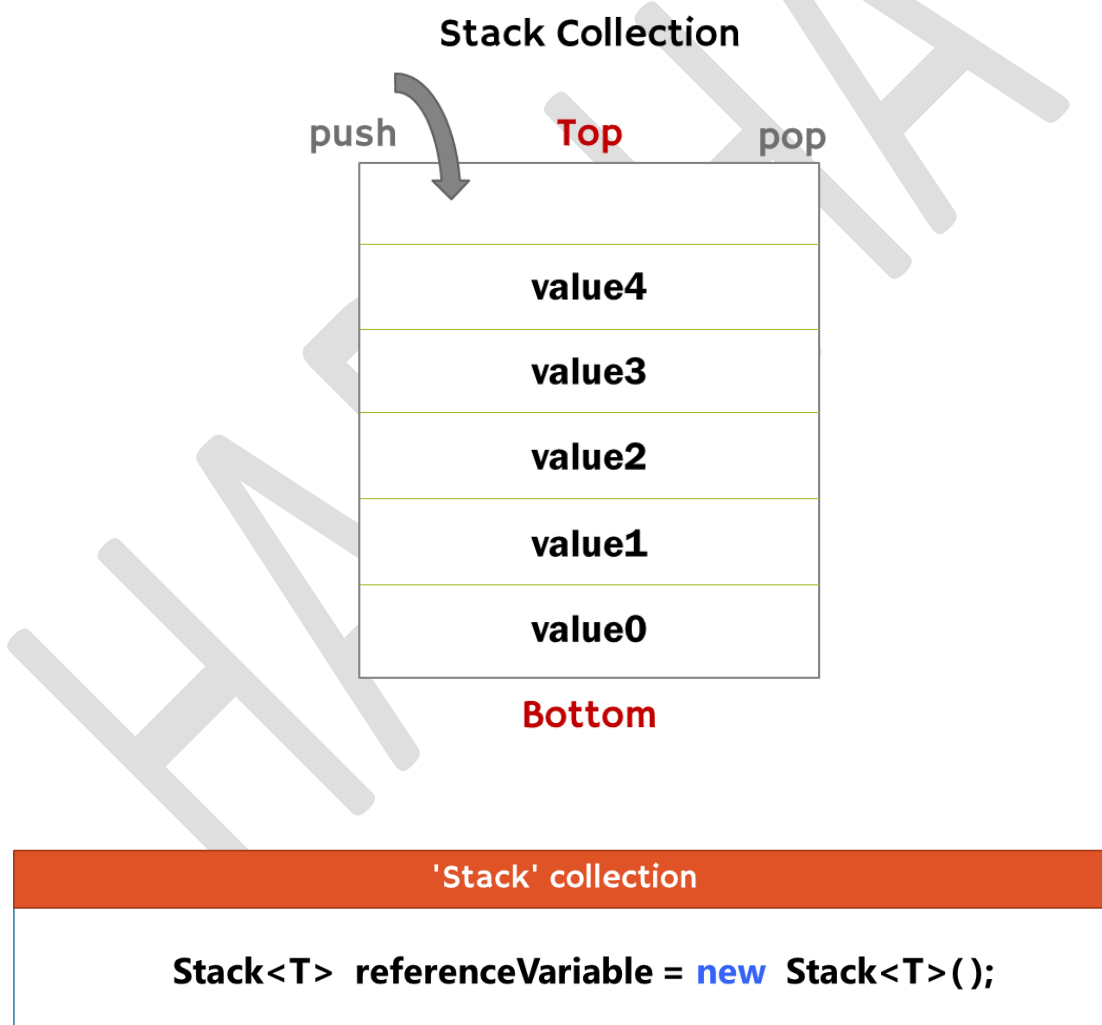 Stack Collection
push Top pop
value4
value3
value2
value1
value0
Bottom
'Stack' collection
Stack<T> referenceVariable = new Stack<T>( );